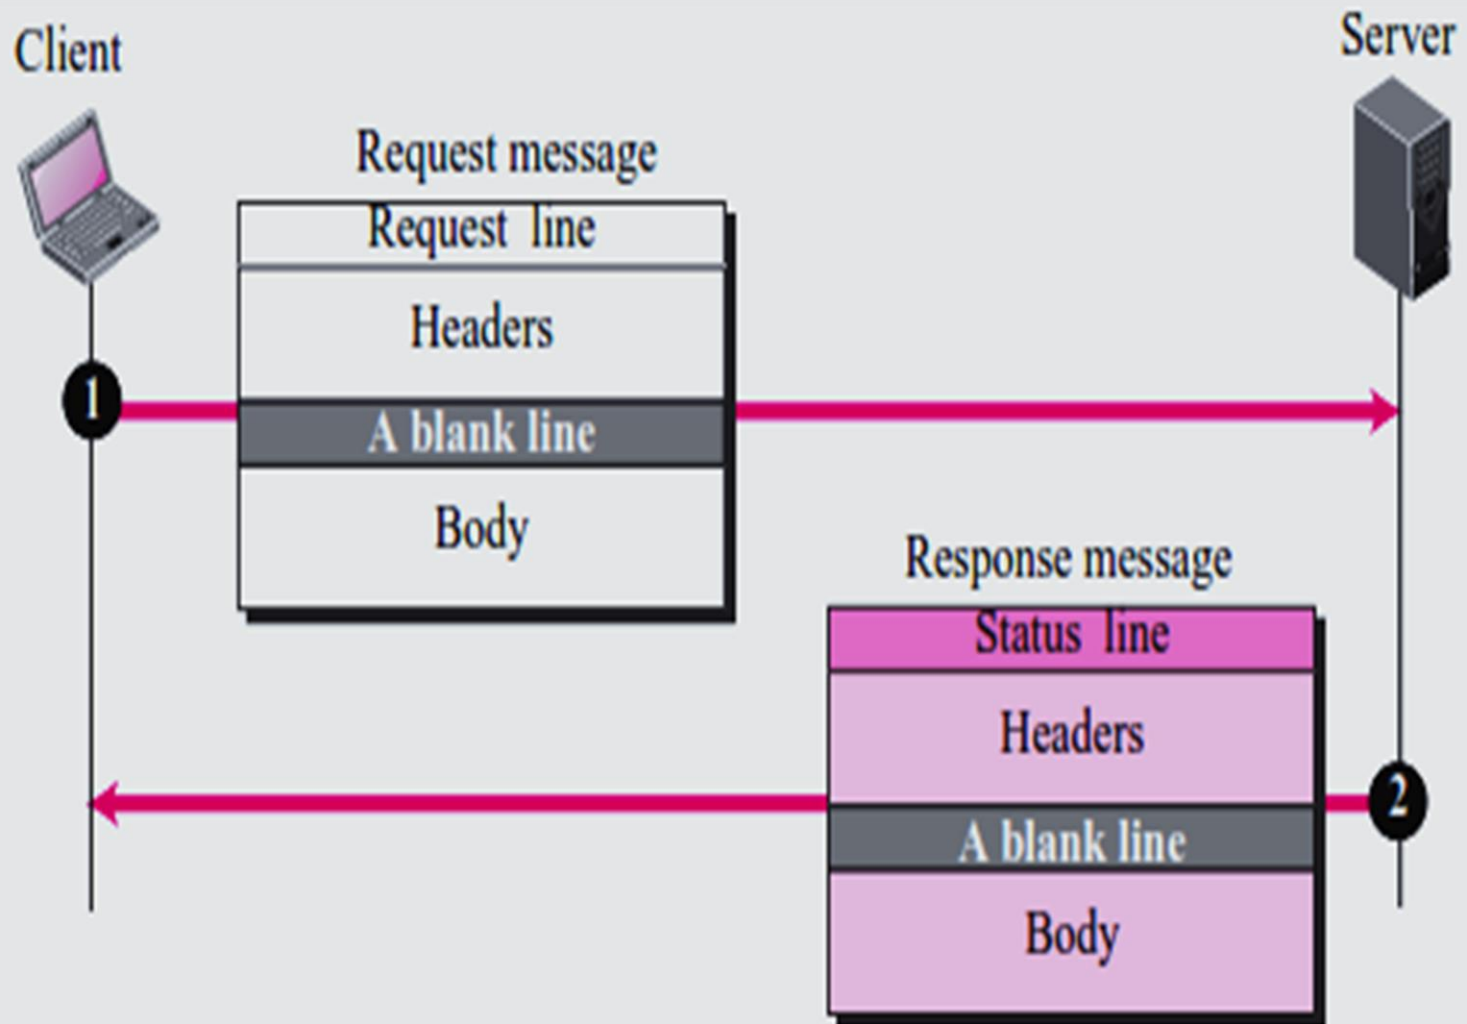 Client
Server
Request message
Request line
Headers
1
A blank line
Body
Response message
Status line
Headers
2
A blank line
Body